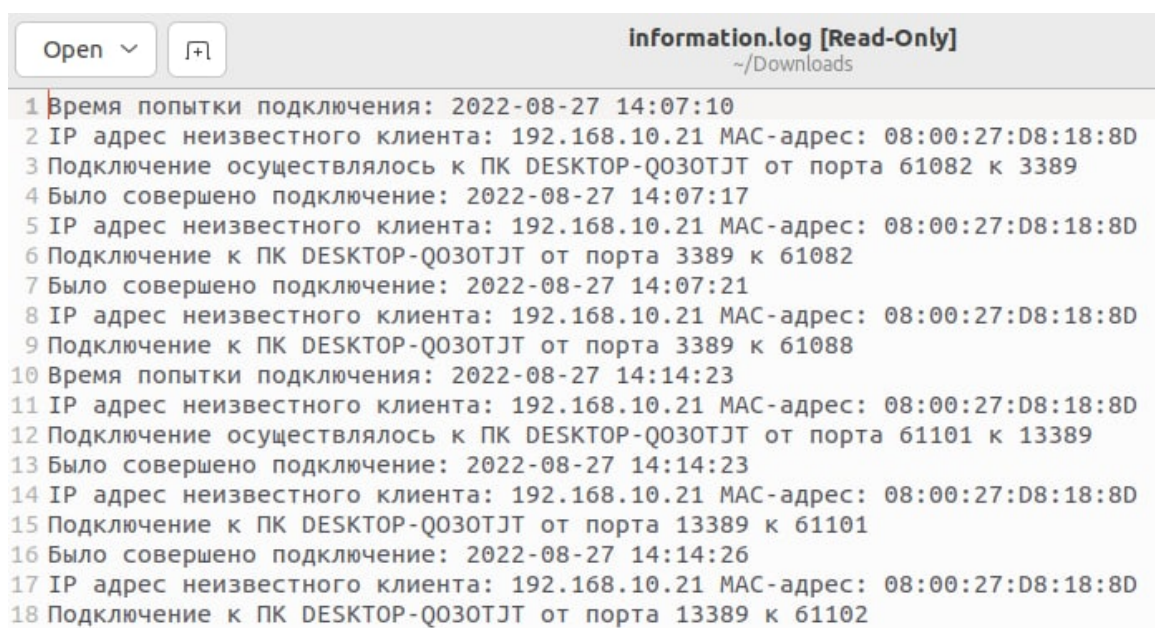 Open
information.log [Read-Only]
~/Downloads
1 Время попытки подключения: 2022-08-27 14:07:10
2 IP адрес неизвестного клиента: 192.168.10.21 MAC-адрес: 08:00:27:D8:18:8D
3 Подключение осуществлялось к ПК DESKTOP-QO3OTJT от порта 61082 к 3389
4 Было совершено подключение: 2022-08-27 14:07:17
5 IP адрес неизвестного клиента: 192.168.10.21 MAC-адрес: 08:00:27:D8:18:8D
6 Подключение к ПК DESKTOP-QO3OTJT от порта 3389 к 61082
7 Было совершено подключение: 2022-08-27 14:07:21
8 IP адрес неизвестного клиента: 192.168.10.21 MAC-адрес: 08:00:27:D8:18:8D
9 Подключение к ПК DESKTOP-QO3OTJT от порта 3389 к 61088
10 Время попытки подключения: 2022-08-27 14:14:23
11 IP адрес неизвестного клиента: 192.168.10.21 MAC-адрес: 08:00:27:D8:18:8D
12 Подключение осуществлялось к ПК DESKTOP-QO3OTJT от порта 61101 к 13389
13 Было совершено подключение: 2022-08-27 14:14:23
14 IP адрес неизвестного клиента: 192.168.10.21 MAC-адрес: 08:00:27:D8:18:8D
15 Подключение к ПК DESKTOP-QO3OTJT от порта 13389 к 61101
16 Было совершено подключение: 2022-08-27 14:14:26
17 IP адрес неизвестного клиента: 192.168.10.21 MAC-адрес: 08:00:27:D8:18:8D
18 Подключение к ПК DESKTOP-QO3OTJT от порта 13389 к 61102